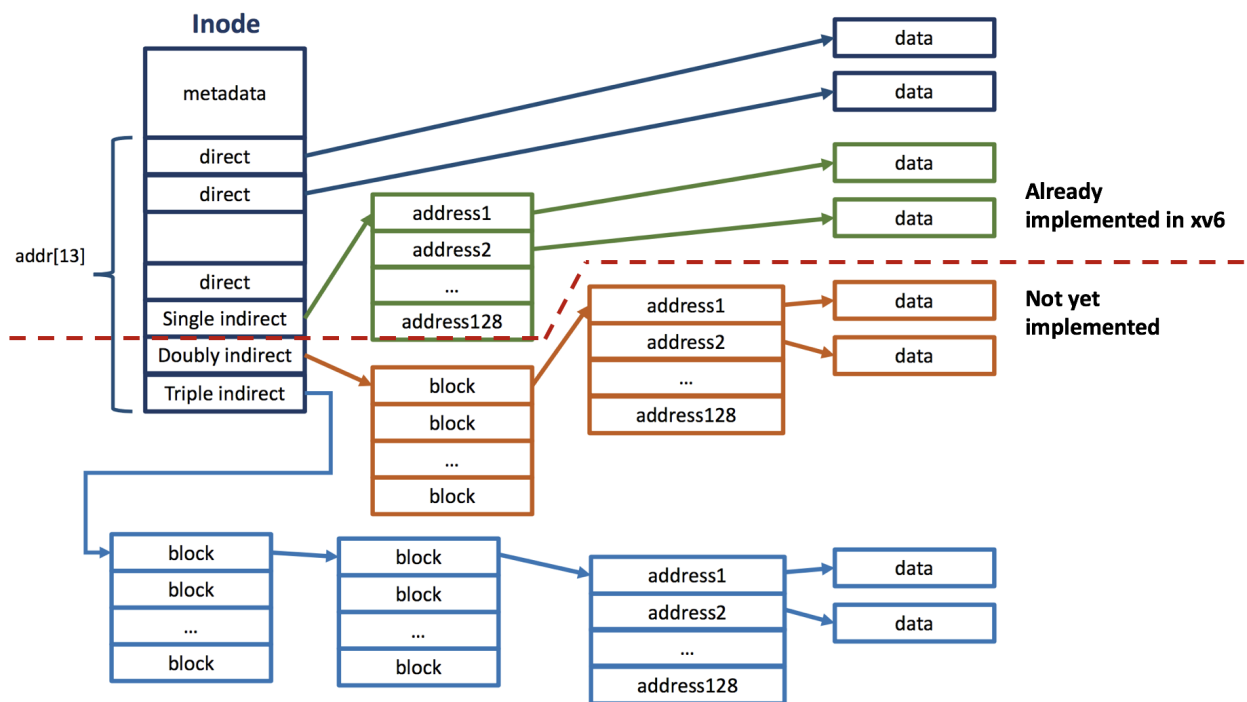 Inode
metadata
direct
direct
direct
Single indirect
Doubly indirect
Triple indirect
addr[13]
address1
address2
...
address128
data
data
data
data
Already
implemented in xv6
Not yet
implemented
block
block
...
block
address1
address2
...
address128
data
data
block
block
...
block
block
block
...
block
address1
address2
...
address128
data
data